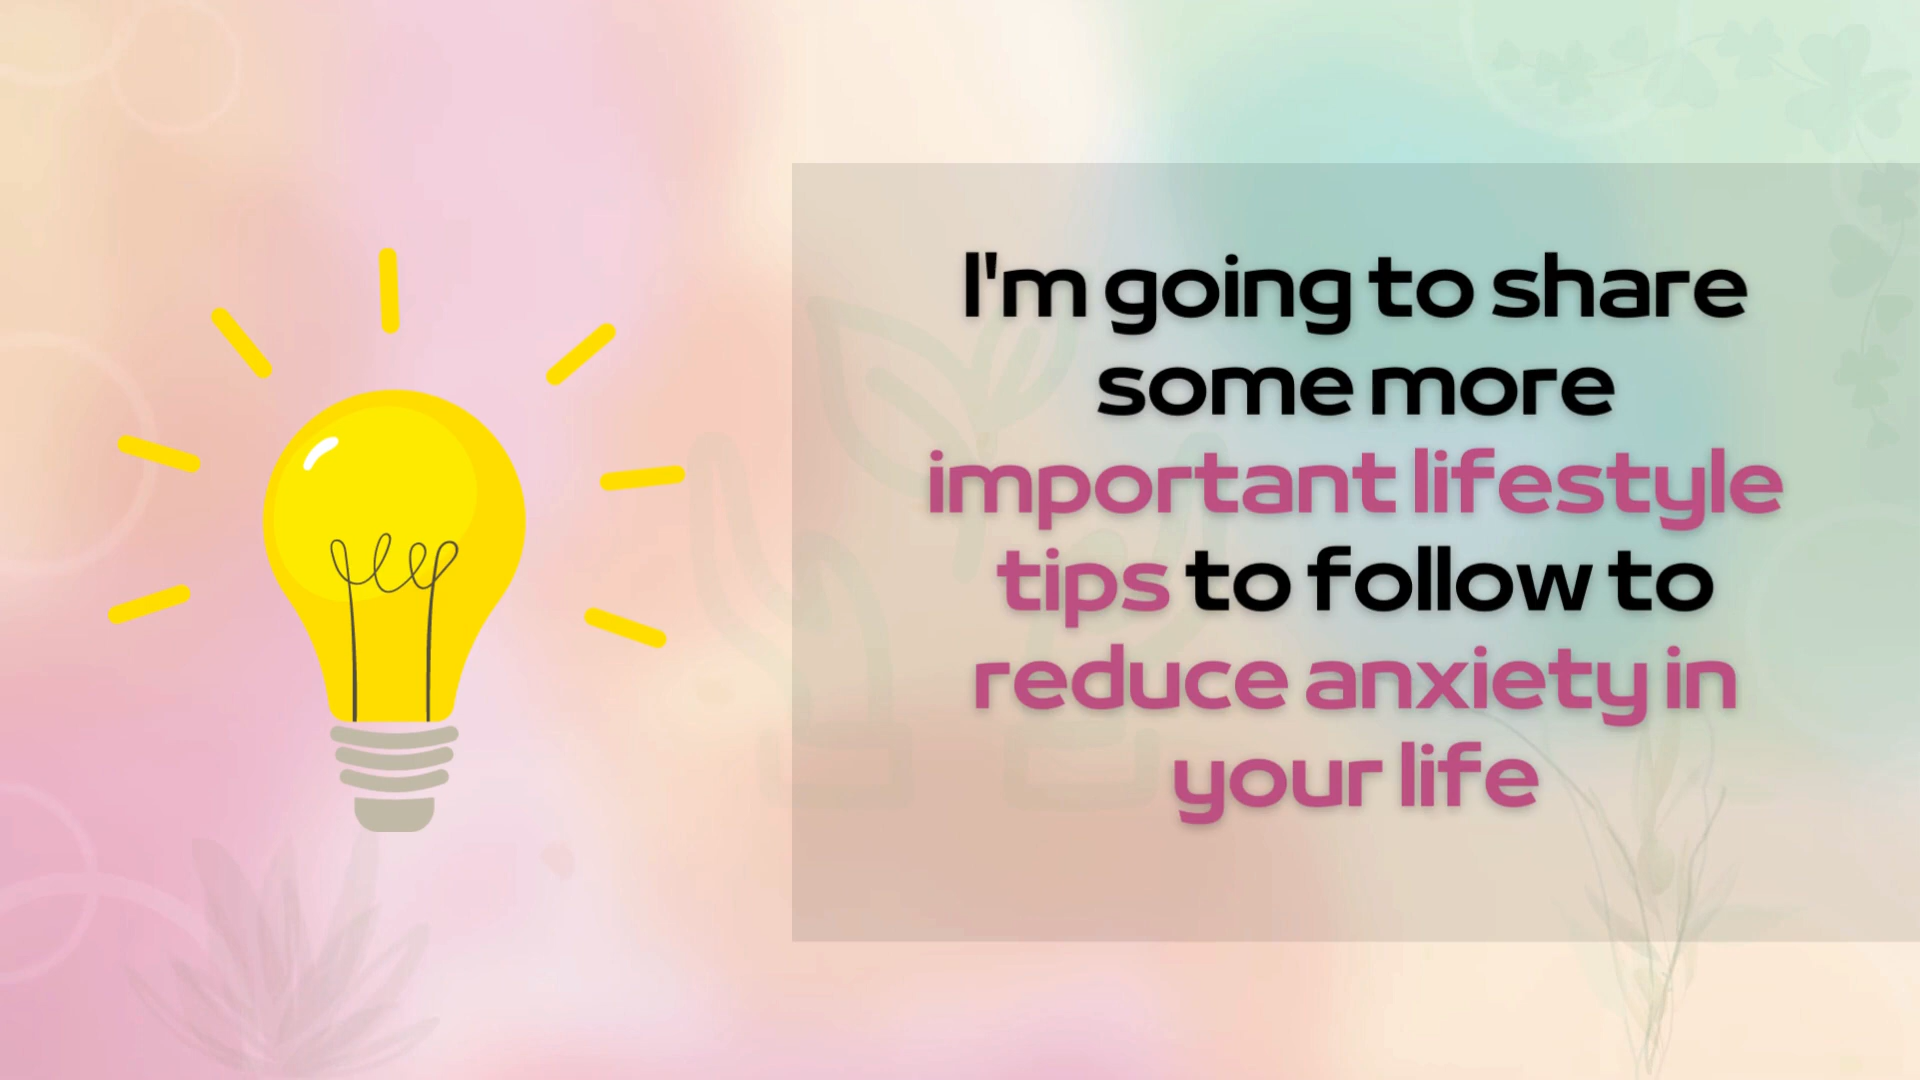 I'm going to share
some more
important lifestyle
tips to follow to
reduce anxiety in
your life